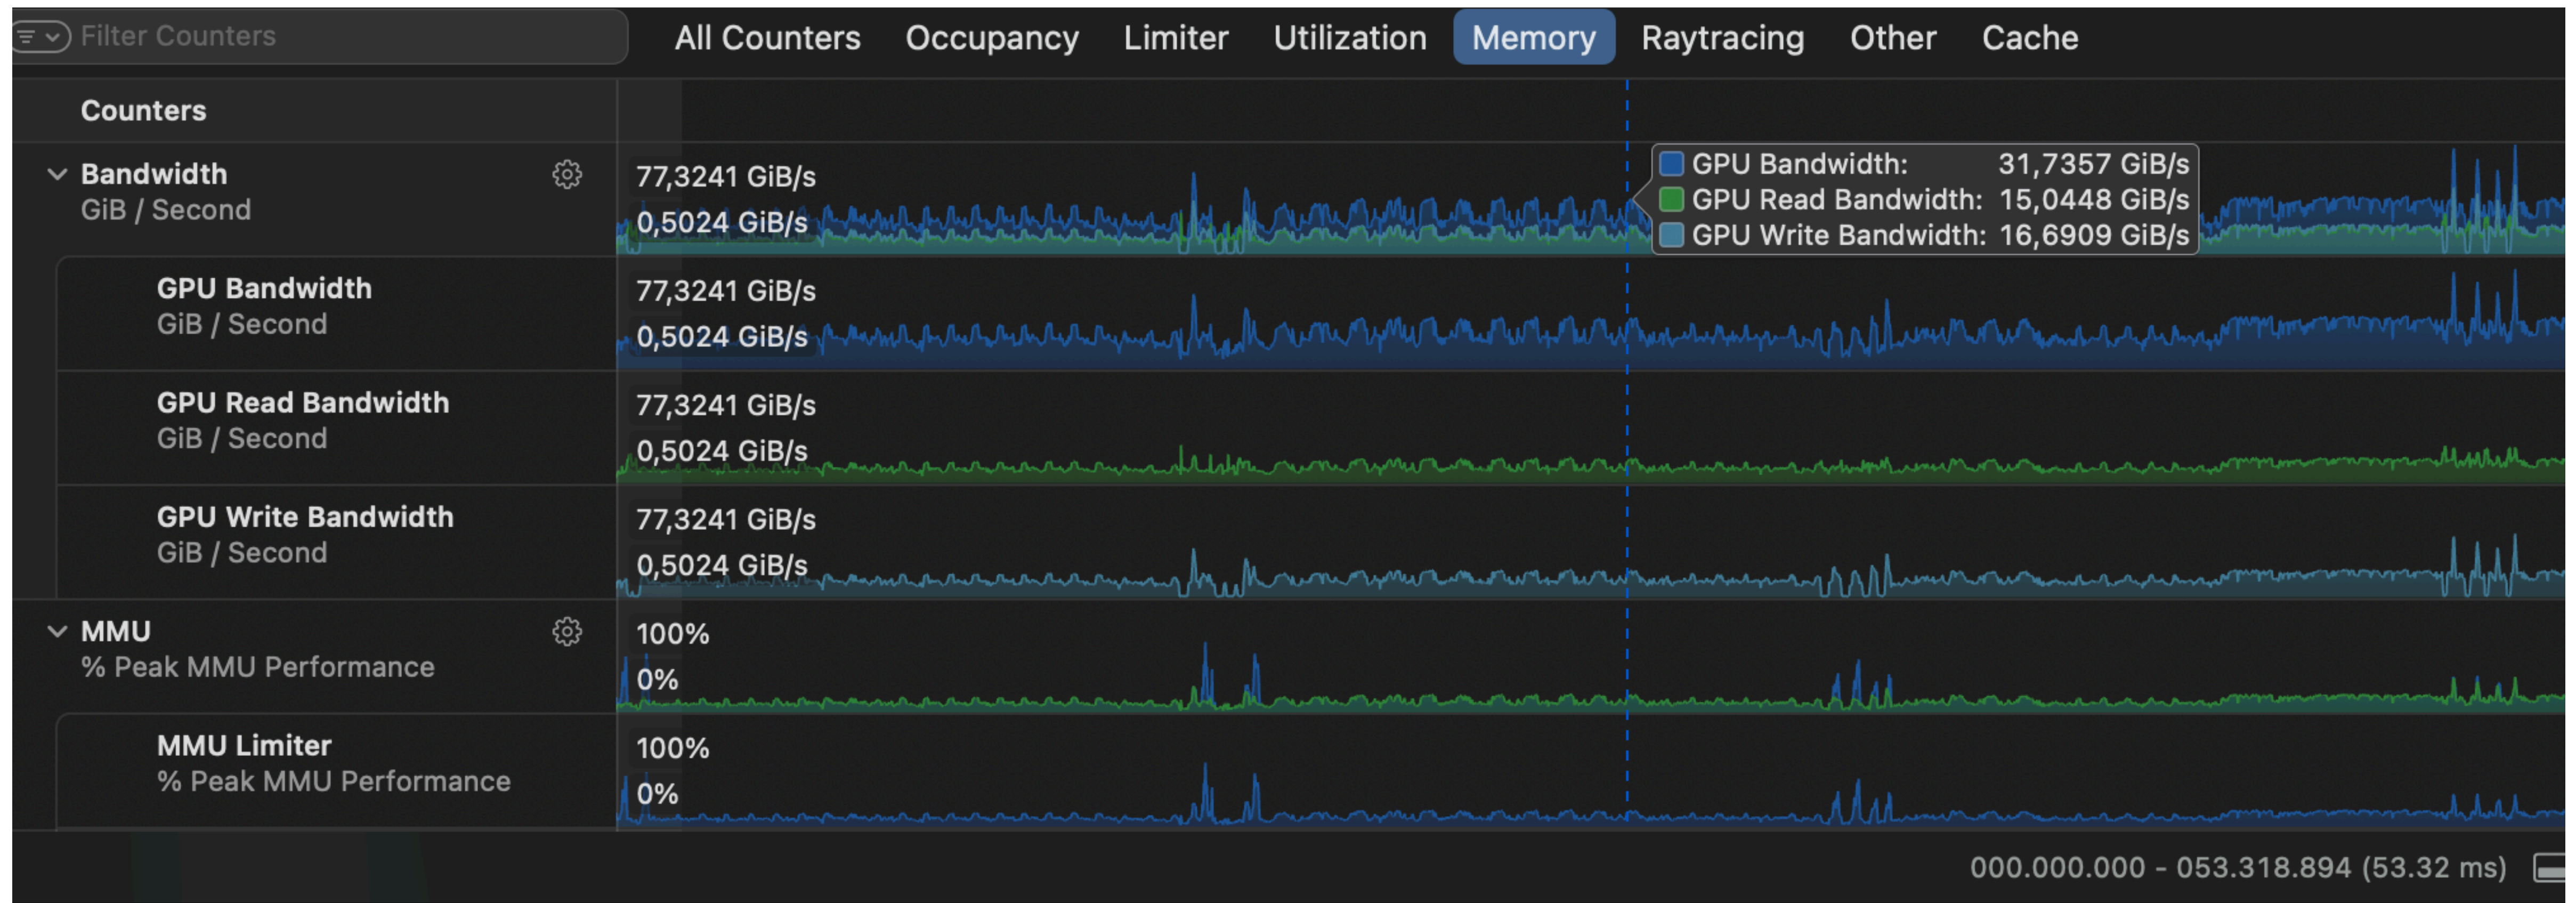 Filter Counters
All Counters Occupancy Limiter Utilization Memory Raytracing Other Cache
Counters
Bandwidth
GiB / Second
77,3241 GiB/s
0,5024 GiB/s
GPU Bandwidth: 31,7357 GiB/s
GPU Read Bandwidth: 15,0448 GiB/s
GPU Write Bandwidth: 16,6909 GiB/s
GPU Bandwidth
GiB / Second
77,3241 GiB/s
0,5024 GiB/s
GPU Read Bandwidth
GiB / Second
77,3241 GiB/s
0,5024 GiB/s
GPU Write Bandwidth
GiB / Second
77,3241 GiB/s
0,5024 GiB/s
MMU
% Peak MMU Performance
100%
0%
MMU Limiter
% Peak MMU Performance
100%
0%
000.000.000 - 053.318.894 (53.32 ms)